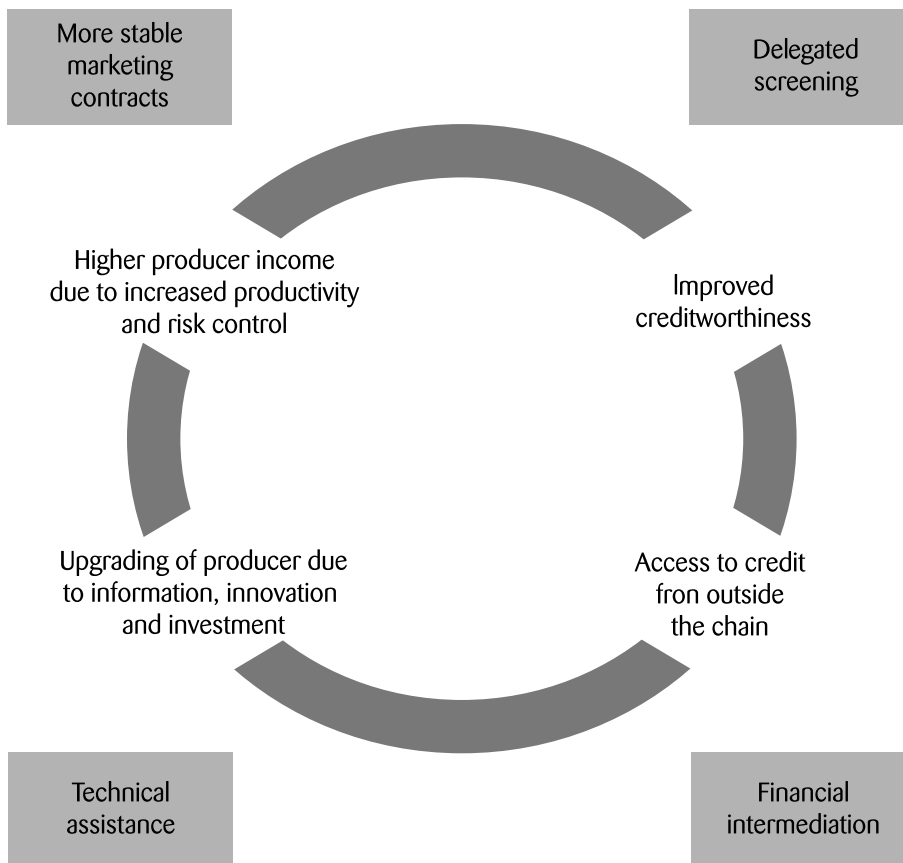 More stable
marketing
contracts
Delegated
screening
Higher producer income
due to increased productivity
and risk control
Improved
creditworthiness
Upgrading of producer due
to information, innovation
and investment
Access to credit
fron outside
the chain
Technical
assistance
Financial
intermediation